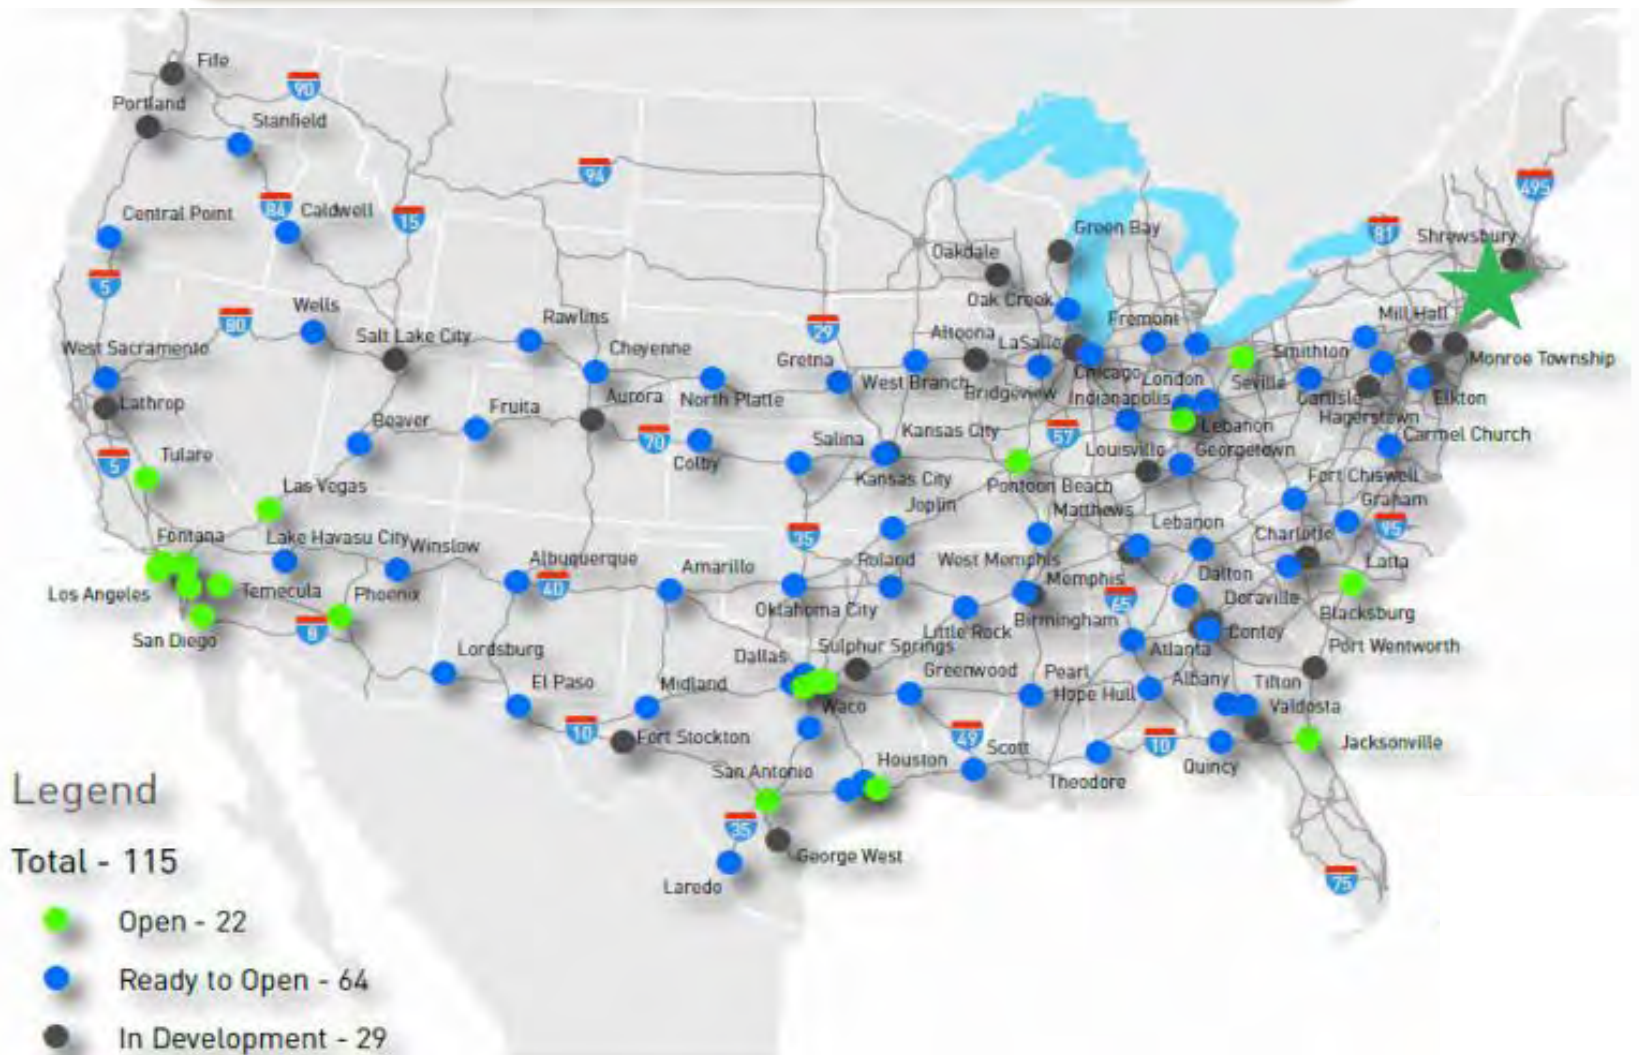 Fife
90
Portland
Stanfield
94
495
84
Caldwell
Central Point
15
Green Bay
81
Shrewsbury
Oakdale
5
Oak Creek
Wells
80
Rawlins
29
Fremont
Mill Hall
Salt Lake City
Altoona
LaSalle
West Sacramento
Cheyenne
Gretna
Smithton
Monroe Township
Chicago
London
Seville
West Branch
Bridgeview
Aurora
North Platte
Indianapolis
Carlisle
Elkton
Lathrop
Fruita
Hagerstown
Beaver
Kansas City
57
Lebanon
Carmel Church
70
Salina
5
Tulare
Colby
Louisville
Georgetown
Kansas City
Pontoon Beach
Fort Chiswell
Las Vegas
Joplin
Matthews
Graham
Lebanon
95
Fontana
Lake Havasu City
Winslow
35
Charlotte
Albuquerque
Amarillo
Roland
West Memphis
Latta
40
Memphis
Dalton
Los Angeles
Temecula
Phoenix
65
Doraville
Oklahoma City
Blacksburg
San Diego
8
Little Rock
Birmingham
Conley
Lordsburg
Dallas
Sulphur Springs
Atlanta
Port Wentworth
El Paso
Midland
Greenwood
Pearl
Albany
Tifton
Hope Hull
Waco
Valdosta
10
Fort Stockton
49
Scott
10
Jacksonville
San Antonio
Houston
Theodore
Quincy
35
George West
Laredo
75
Legend
Total - 115
Open - 22
Ready to Open - 64
In Development - 29